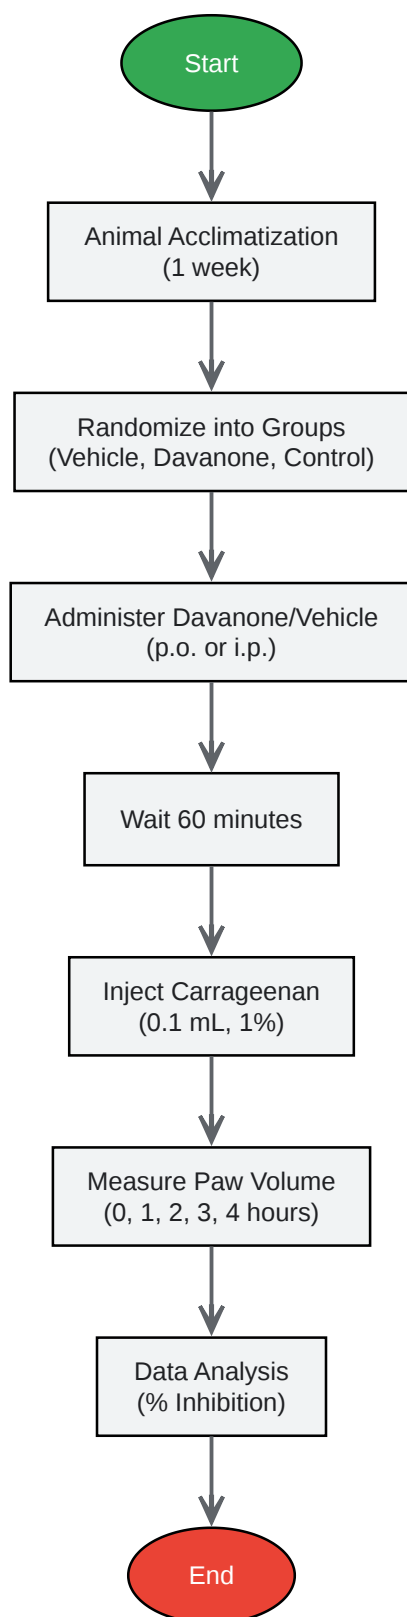 Start
Animal Acclimatization
(1 week)
Randomize into Groups
(Vehicle, Davanone, Control)
Administer Davanone/Vehicle
(p.o. or i.p.)
Wait 60 minutes
Inject Carrageenan
(0.1 mL, 1%)
Measure Paw Volume
(0, 1, 2, 3, 4 hours)
Data Analysis
(% Inhibition)
End